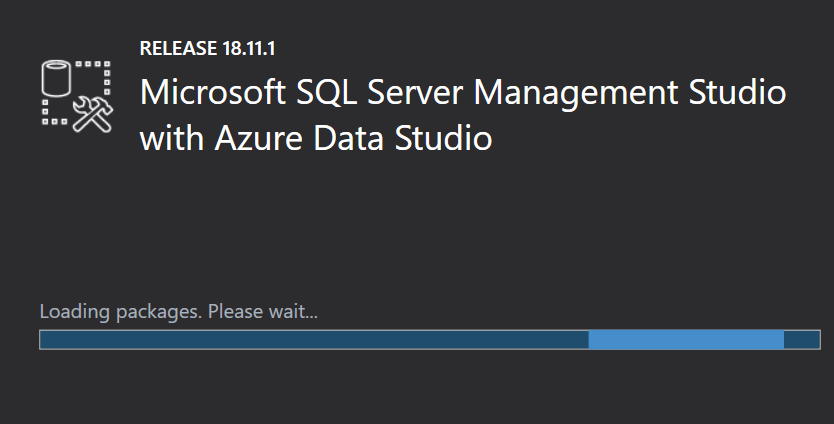 RELEASE 18.11.1
Microsoft SQL Server Management Studio
with Azure Data Studio
Loading packages. Please wait...